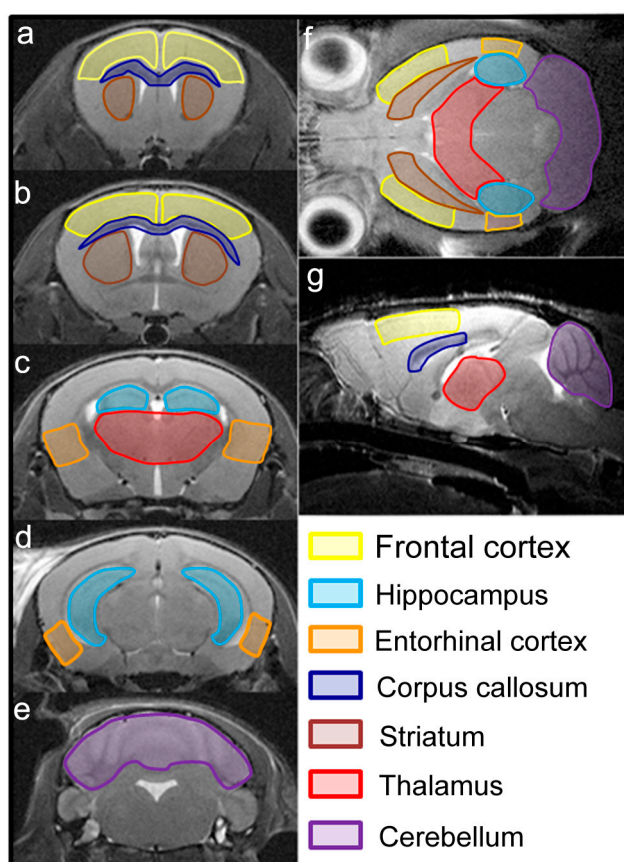 a
b
c
d
e
f
g
Frontal cortex
Hippocampus
Entorhinal cortex
Corpus callosum
Striatum
Thalamus
Cerebellum